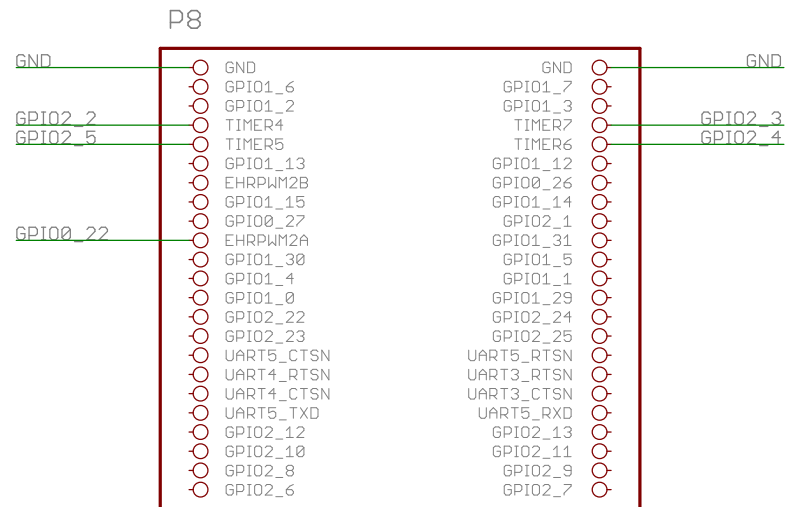 P8
GND GND GND GND
GPIO1_6 GPIO1_7
GPIO1_2 GPIO1_3
GPIO2_2 TIMER4 TIMER7 GPIO2_3
GPIO2_5 TIMER5 TIMER6 GPIO2_4
GPIO1_13 GPIO1_12
EHRPWM2B GPIO0_26
GPIO1_15 GPIO1_14
GPIO0_27 GPIO2_1
GPIO0_22 EHRPWM2A GPIO1_31
GPIO1_30 GPIO1_5
GPIO1_4 GPIO1_1
GPIO1_0 GPIO1_29
GPIO2_22 GPIO2_24
GPIO2_23 GPIO2_25
UART5_CTSN UART5_RTSN
UART4_RTSN UART3_RTSN
UART4_CTSN UART3_CTSN
UART5_TXD UART5_RXD
GPIO2_12 GPIO2_13
GPIO2_10 GPIO2_11
GPIO2_8 GPIO2_9
GPIO2_6 GPIO2_7